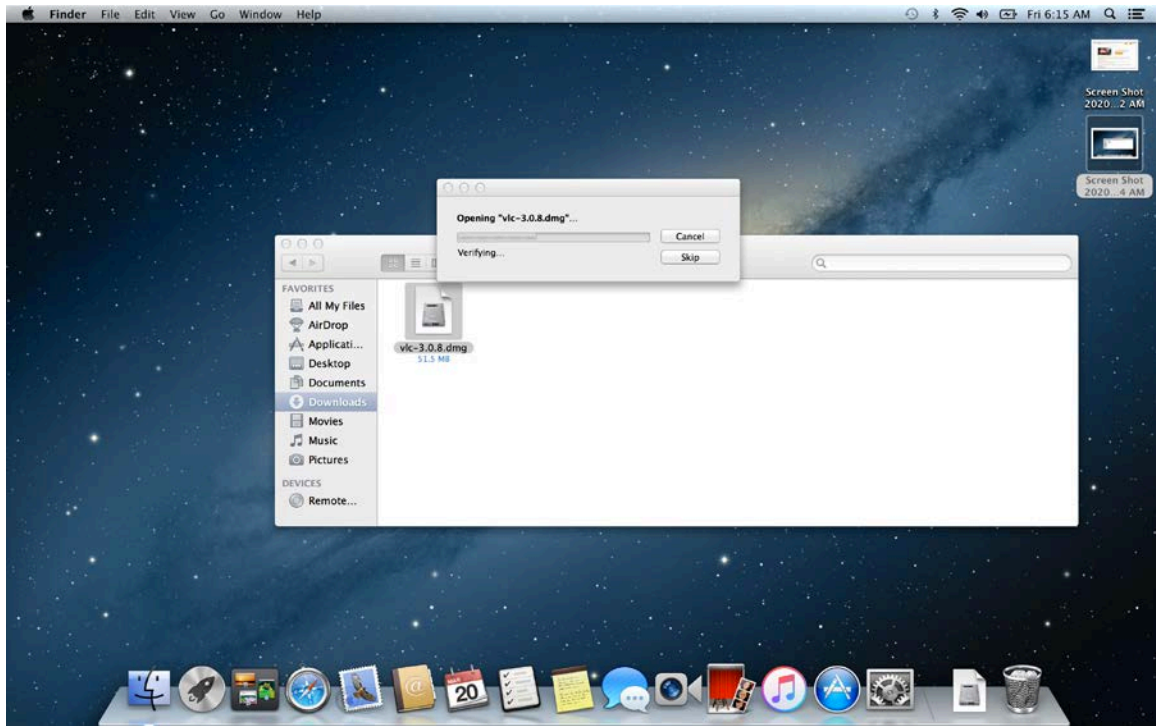 Finder File Edit View Go Window Help
Fri 6:15 AM
Screen Shot
2020...2 AM
Screen Shot
2020...4 AM
Opening "vlc-3.0.8.dmg"...
Cancel
Verifying...
Skip
FAVORITES
All My Files
AirDrop
Applicati...
Desktop
Documents
Downloads
Movies
Music
Pictures
DEVICES
Remote...
vlc-3.0.8.dmg
51.5 MB
MAR
20